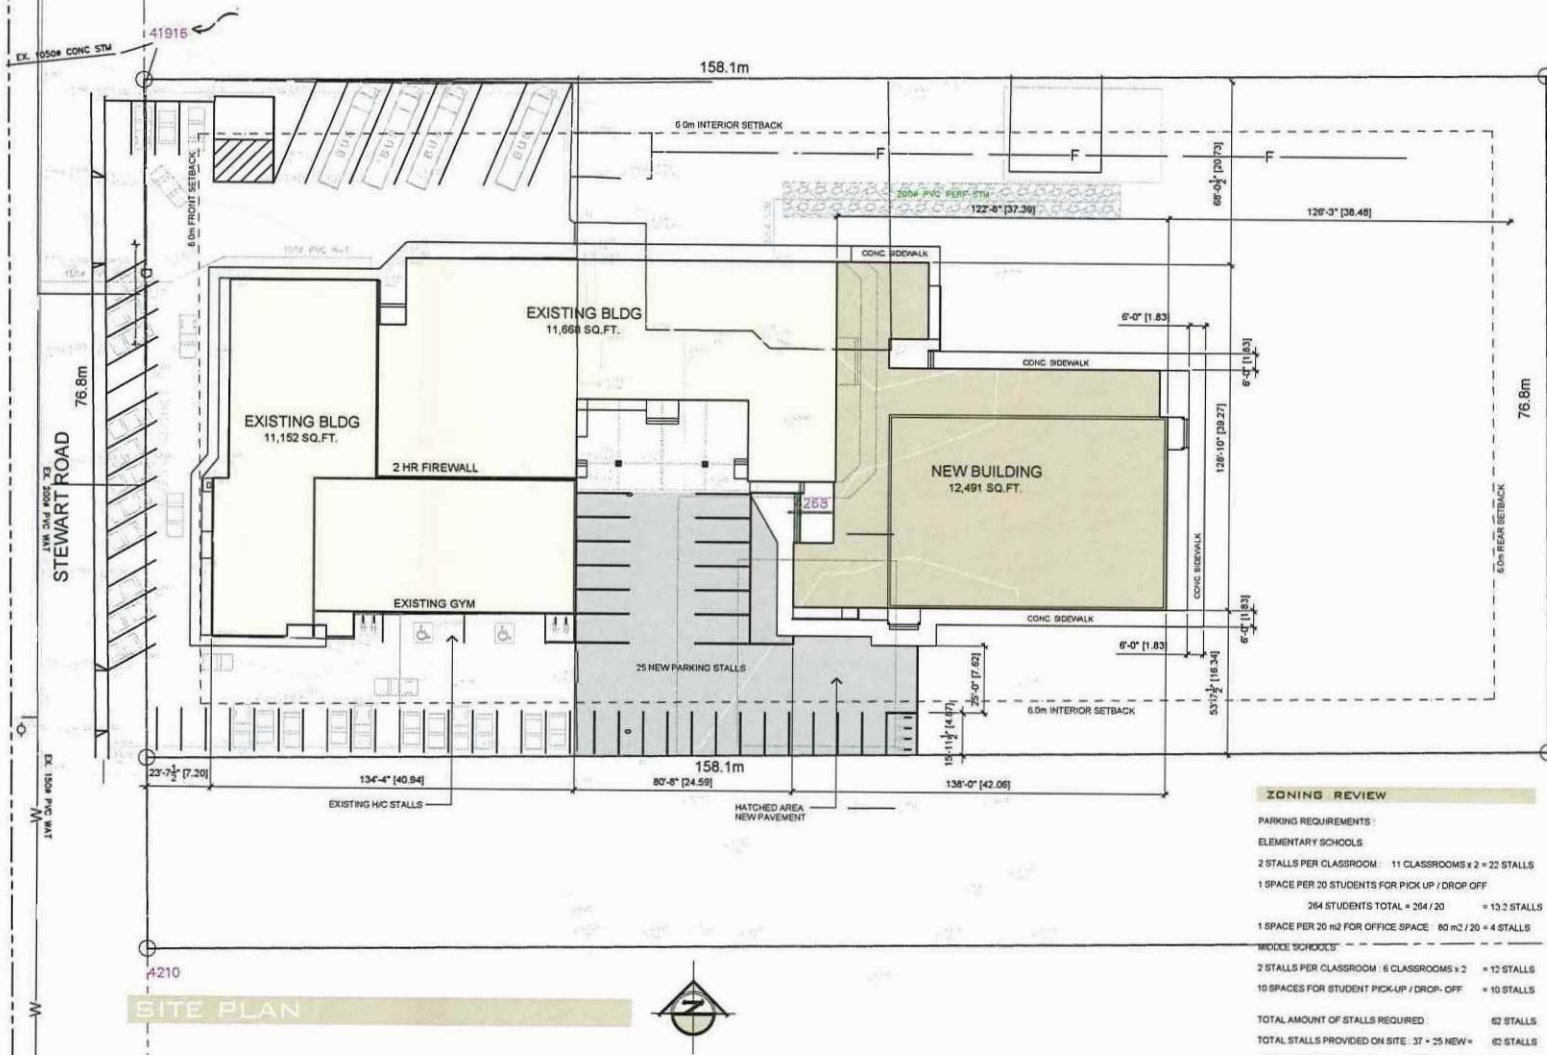 41916
EX. 1050ø CONC STM
158.1m
6.0m INTERIOR SETBACK
BUS
BUS
BUS
BUS
F
F
F
6.0m FRONT SETBACK
200ø PVC PERF STM
68'-0½" [20.73]
122'-8" [37.39]
126'-3" [38.48]
CONC. SIDEWALK
EXISTING BLDG
11,668 SQ.FT.
6'-0" [1.83]
CONC. SIDEWALK
6'-0" [1.83]
76.8m
76.8m
STEWART ROAD
EX. 200ø PVC WAT
EXISTING BLDG
11,152 SQ.FT.
2 HR FIREWALL
NEW BUILDING
12,491 SQ.FT.
128'-10" [39.27]
268
6.0m REAR SETBACK
CONC. SIDEWALK
EXISTING GYM
CONC. SIDEWALK
6'-0" [1.83]
6'-0" [1.83]
25 NEW PARKING STALLS
25'-0" [7.62]
53'-7½" [16.34]
6.0m INTERIOR SETBACK
15'-11½" [4.87]
EX. 150ø PVC WAT
W
W
158.1m
23'-7½" [7.20]
134'-4" [40.94]
80'-8" [24.59]
138'-0" [42.06]
EXISTING H/C STALLS
HATCHED AREA
NEW PAVEMENT
4210
SITE PLAN
N
ZONING REVIEW
PARKING REQUIREMENTS :
ELEMENTARY SCHOOLS
2 STALLS PER CLASSROOM : 11 CLASSROOMS x 2 = 22 STALLS
1 SPACE PER 20 STUDENTS FOR PICK UP / DROP OFF
264 STUDENTS TOTAL = 264 / 20 = 13.2 STALLS
1 SPACE PER 20 m2 FOR OFFICE SPACE 80 m2 / 20 = 4 STALLS
MIDDLE SCHOOLS
2 STALLS PER CLASSROOM : 6 CLASSROOMS x 2 = 12 STALLS
10 SPACES FOR STUDENT PICK-UP / DROP- OFF = 10 STALLS
TOTAL AMOUNT OF STALLS REQUIRED : 62 STALLS
TOTAL STALLS PROVIDED ON SITE : 37 + 25 NEW = 62 STALLS